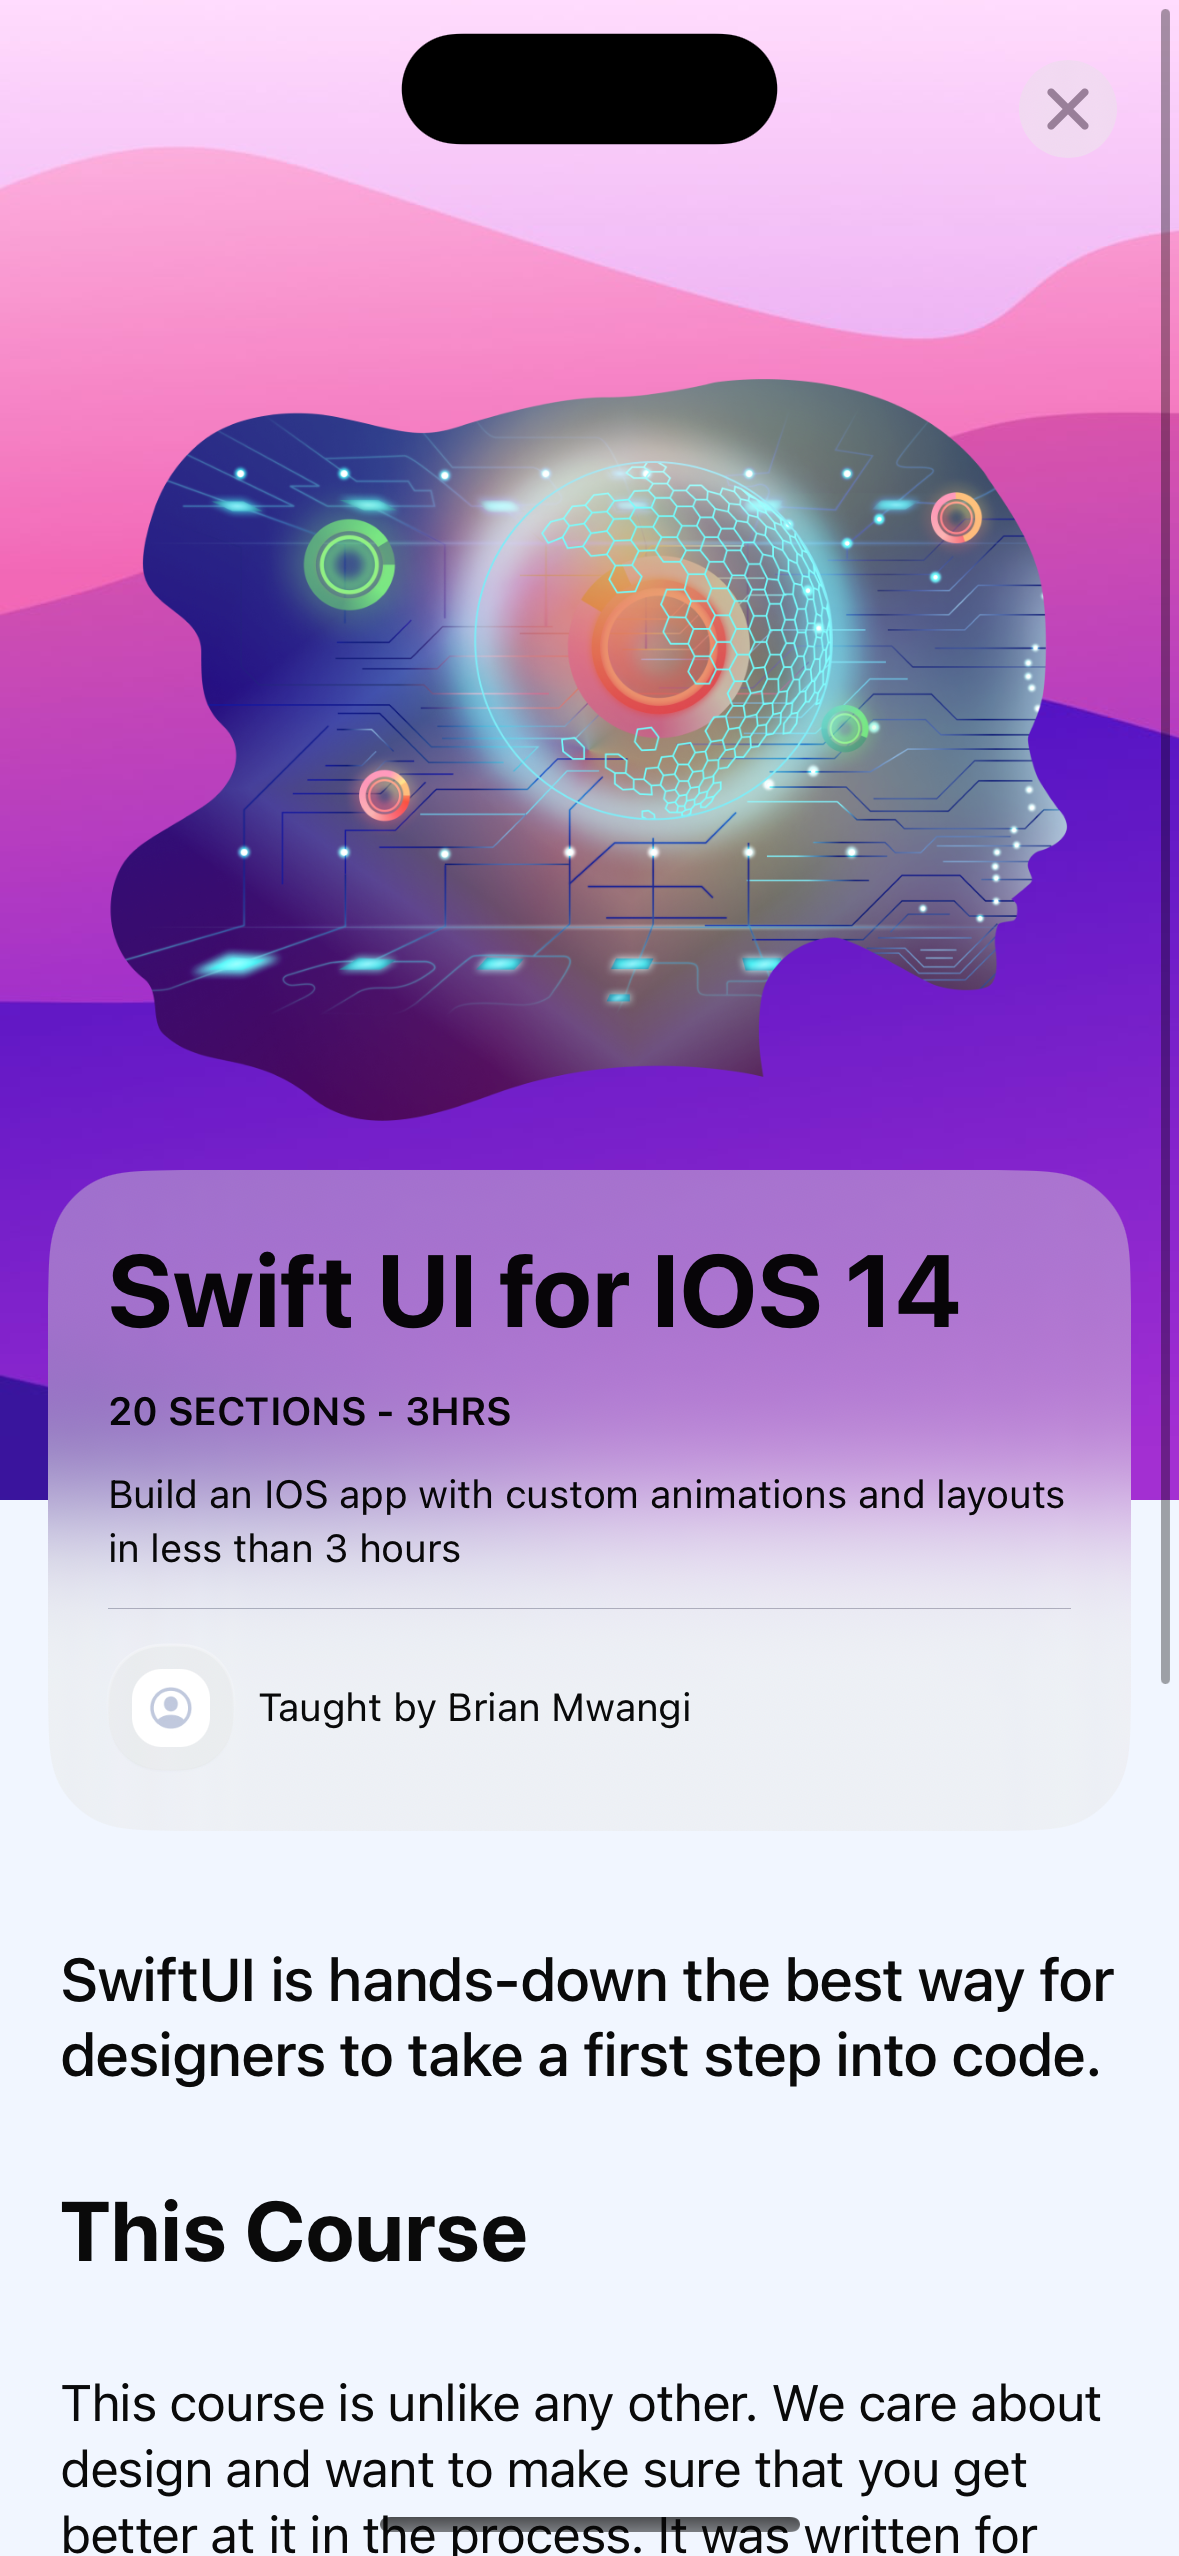 Swift UI for IOS 14
20 SECTIONS - 3HRS
Build an IOS app with custom animations and layouts
in less than 3 hours
Taught by Brian Mwangi
SwiftUI is hands-down the best way for
designers to take a first step into code.
This Course
This course is unlike any other. We care about
design and want to make sure that you get
better at it in the process. It was written for